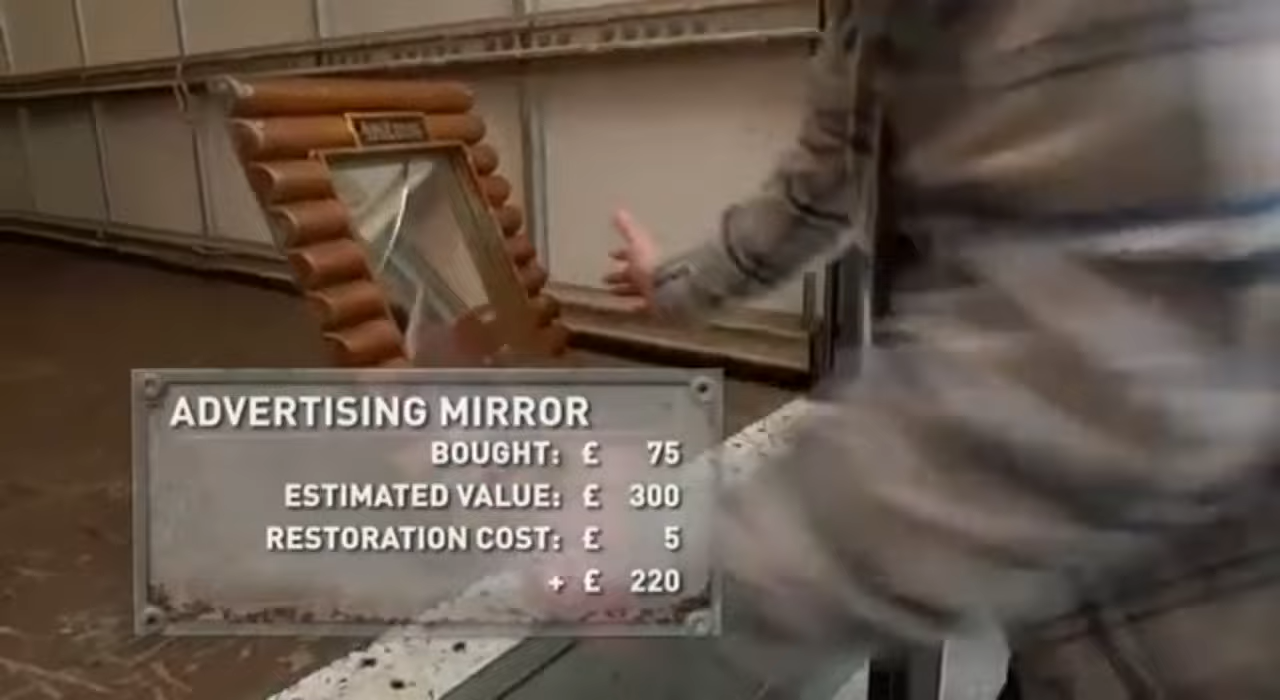 ADVERTISING MIRROR
BOUGHT: £ 75
ESTIMATED VALUE: £ 300
RESTORATION COST: £ 5
+ £ 220